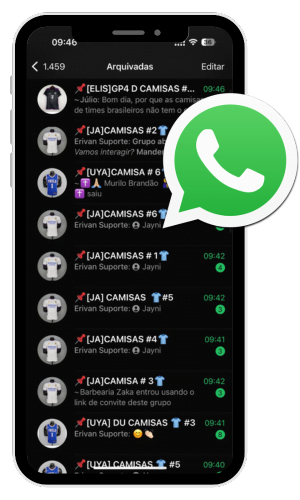 09:46
1.459
Arquivadas
Editar
📌[ELIS]GP4 D CAMISAS #... 09:46
~ Júlio: Bom dia, por que as camisa
de times brasileiros não tem o
📌[JA]CAMISAS #2👕
Erivan Suporte: Grupo ab
Vamos interagir? Mandem
📌[UYA]CAMISA # 6
~ ✝️🙏 Murilo Brandão
✝️ saiu
📌[JA]CAMISAS #6👕
Erivan Suporte: Jayni
📌[JA]CAMISAS # 6👕 09:42
Erivan Suporte: Jayni 4
📌[JA] CAMISAS 👕#5 09:42
Erivan Suporte: Jayni 3
📌[JA]CAMISAS #4👕 09:41
Erivan Suporte: Jayni 3
📌[JA]CAMISA # 3👕 09:42
~ Barbearia Zaka entrou usando o 3
link de convite deste grupo
📌[UYA] DU CAMISAS 👕 #3 09:41
Erivan Suporte: 😋👏🏻 8
📌[UYA] CAMISAS 👕 #5 09:40